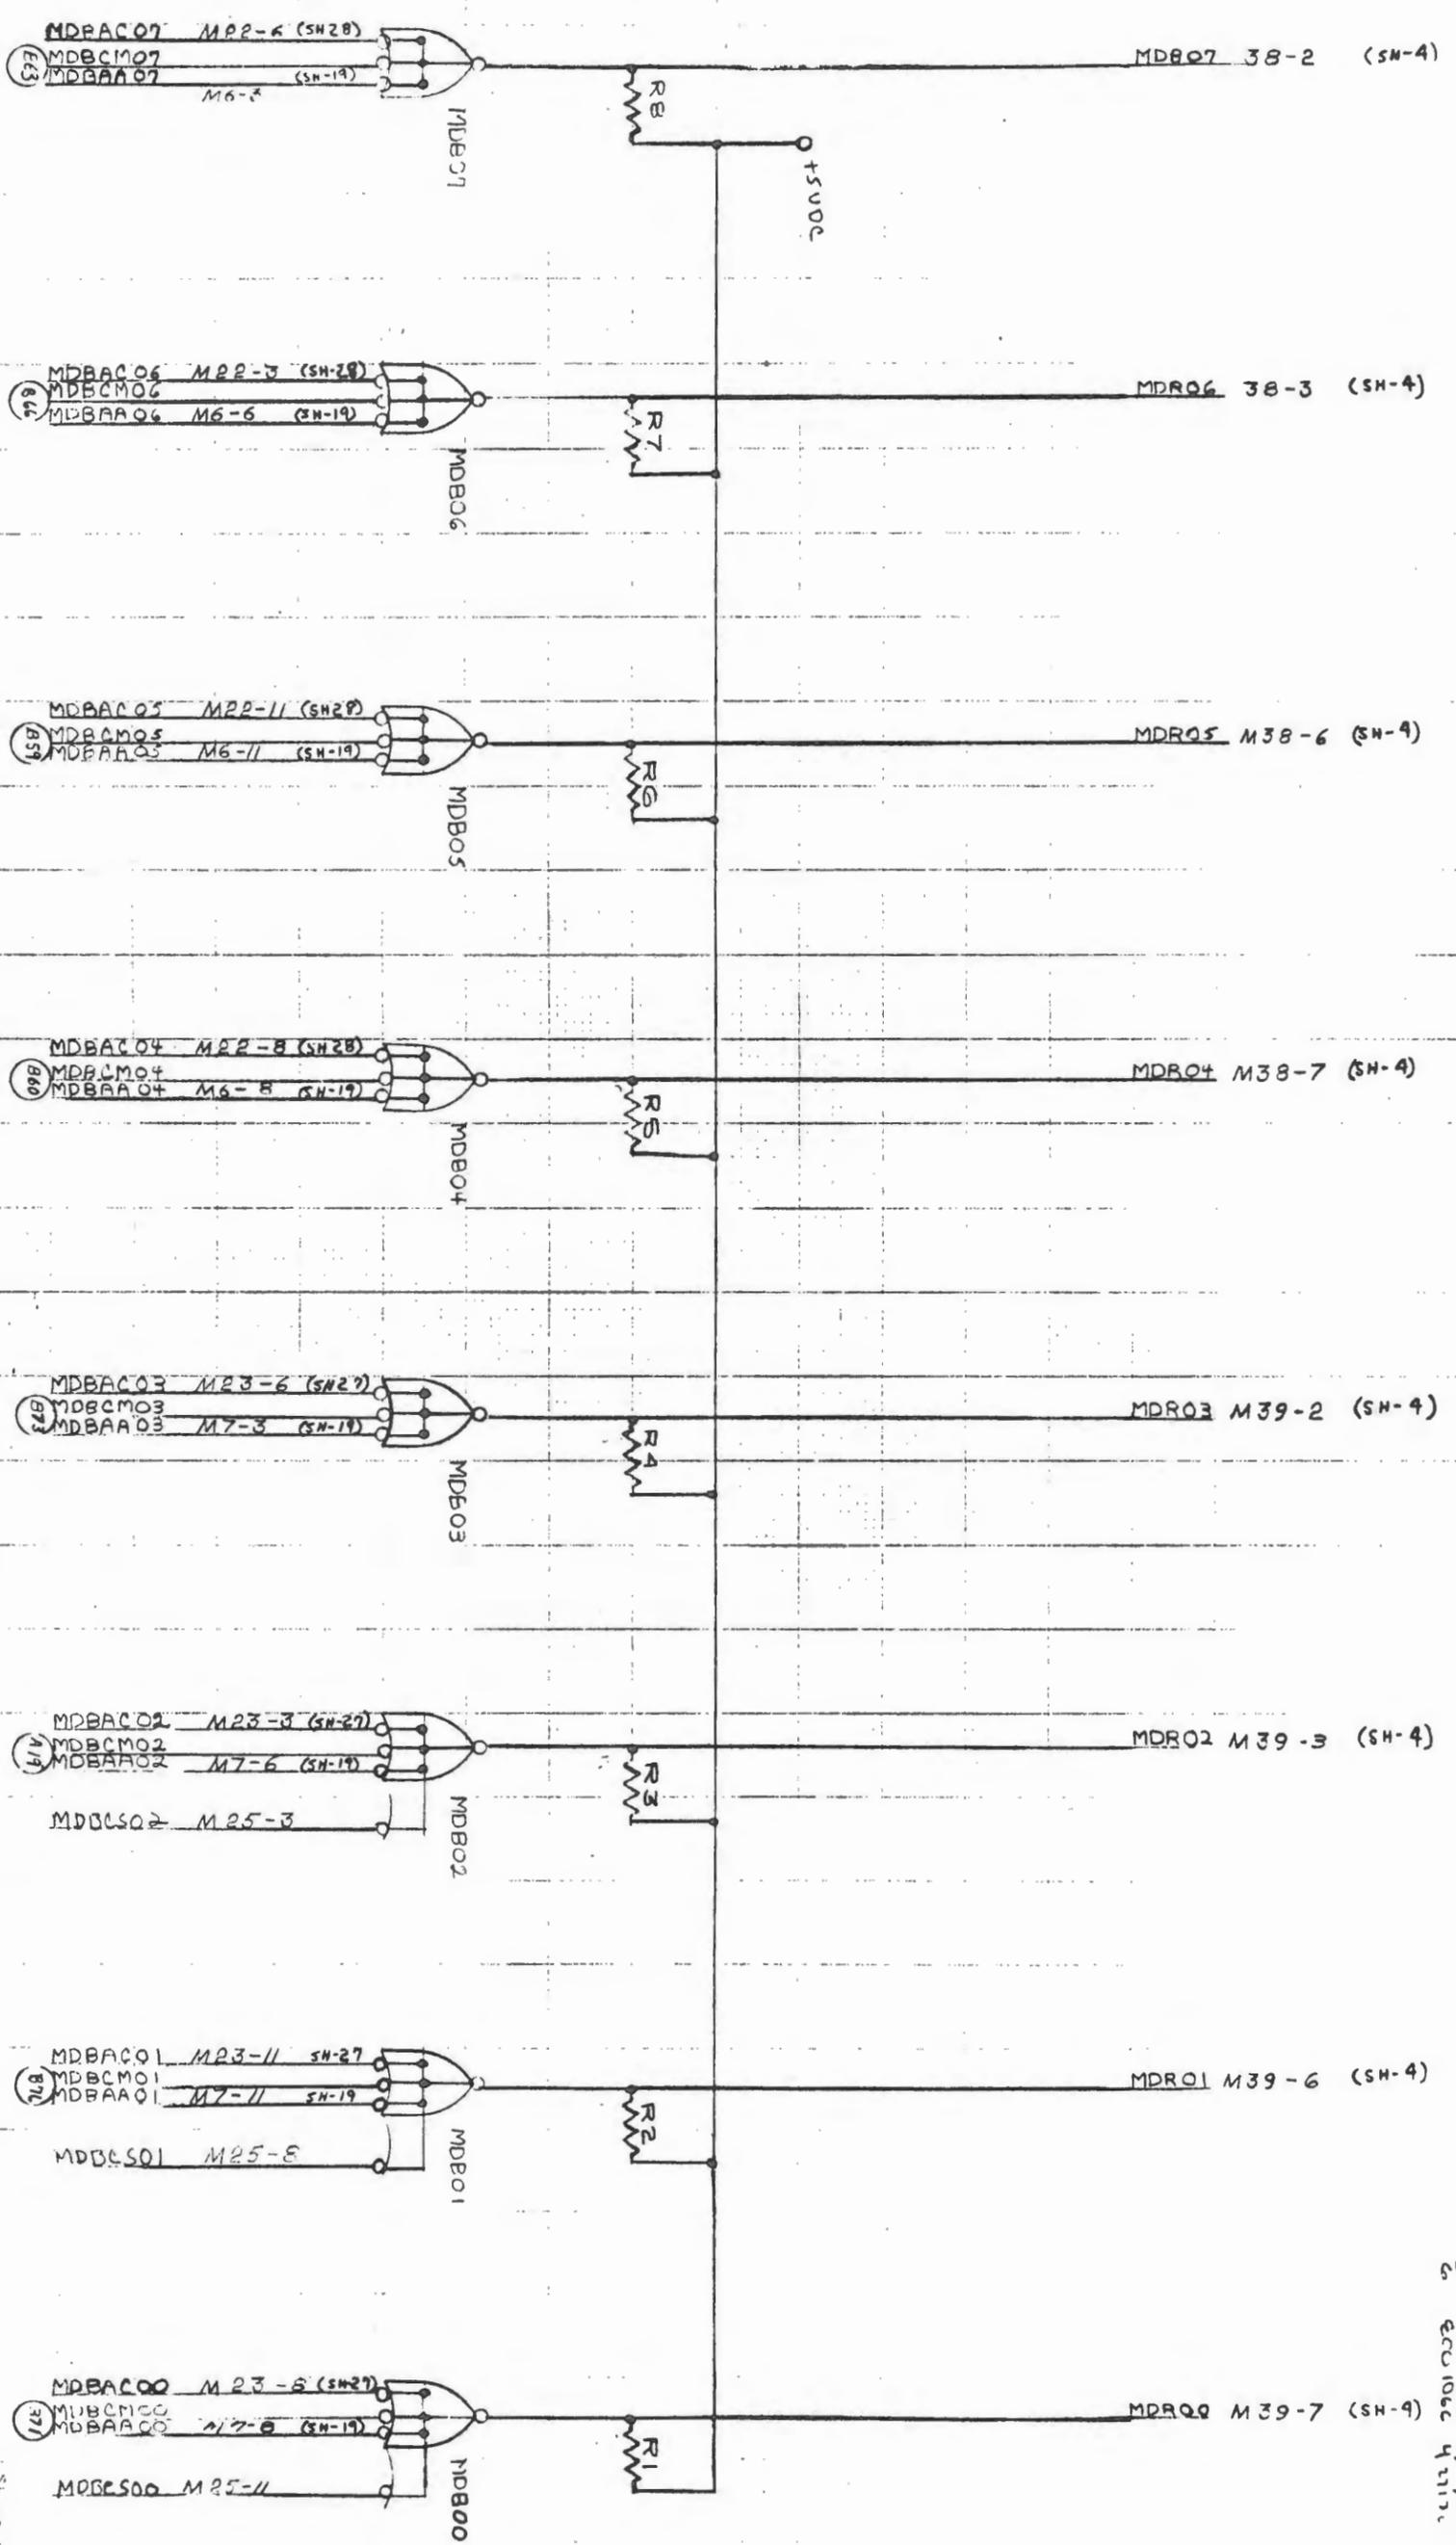 MDBAC07 M22-6 (SH28)
MDBCM07
MDBAA07 (SH-19)
M6-3
MDB07
R8
+5VDC
MDB07 38-2 (SH-4)
MDBAC06 M22-3 (SH-28)
B66 MDBCM06
MDBAA06 M6-6 (SH-19)
MDB06
R7
MDR06 38-3 (SH-4)
MDBAC05 M22-11 (SH28)
B59 MDBCM05
MDBAA05 M6-11 (SH-19)
MDB05
R6
MDR05 M38-6 (SH-4)
MDBAC04 M22-8 (SH28)
B60 MDBCM04
MDBAA04 M6-8 (SH-19)
MDB04
R5
MDR04 M38-7 (SH-4)
MDBAC03 M23-6 (SH27)
B73 MDBCM03
MDBAA03 M7-3 (SH-19)
MDB03
R4
MDR03 M39-2 (SH-4)
MDBAC02 M23-3 (SH-27)
A19 MDBCM02
MDBAA02 M7-6 (SH-19)
MDBCS02 M25-3
MDB02
R3
MDR02 M39-3 (SH-4)
MDBAC01 M23-11 SH-27
B76 MDBCM01
MDBAA01 M7-11 SH-19
MDBCS01 M25-8
MDB01
R2
MDR01 M39-6 (SH-4)
MDBAC00 M23-8 (SH27)
MDBCM00
MDBAA00 M7-8 (SH-19)
MDBCS00 M25-11
MDB00
R1
MDR00 M39-7 (SH-4)